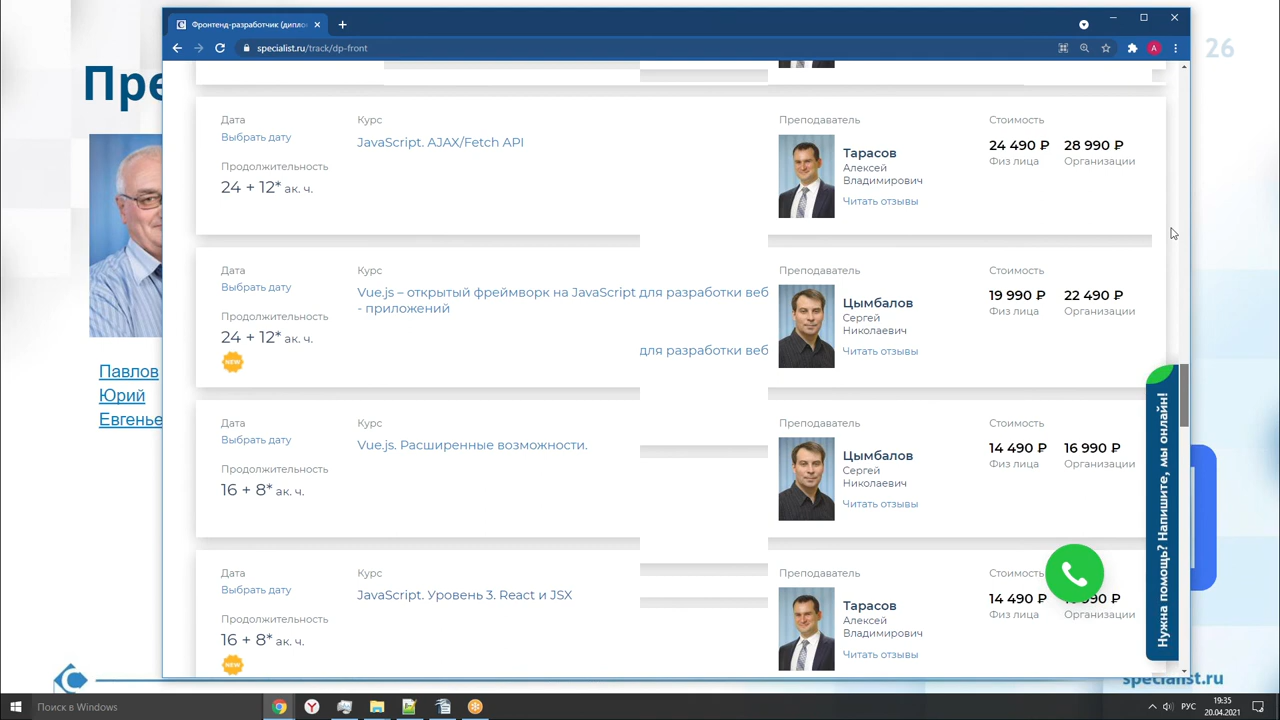 Фронтенд-разработчик (дипло
specialist.ru/track/dp-front
A
26
Пре
Павлов
Юрий
Евгенье
Дата
Выбрать дату
Продолжительность
24 + 12* ак. ч.
Курс
JavaScript. AJAX/Fetch API
Преподаватель
Тарасов
Алексей
Владимирович
Читать отзывы
Стоимость
24 490 ₽ 28 990 ₽
Физ лица Организации
Дата
Выбрать дату
Продолжительность
24 + 12* ак. ч.
NEW
Курс
Vue.js – открытый фреймворк на JavaScript для разработки веб
- приложений
для разработки веб
Преподаватель
Цымбалов
Сергей
Николаевич
Читать отзывы
Стоимость
19 990 ₽ 22 490 ₽
Физ лица Организации
Дата
Выбрать дату
Продолжительность
16 + 8* ак. ч.
Курс
Vue.js. Расширенные возможности.
Преподаватель
Цымбалов
Сергей
Николаевич
Читать отзывы
Стоимость
14 490 ₽ 16 990 ₽
Физ лица Организации
Дата
Выбрать дату
Продолжительность
16 + 8* ак. ч.
NEW
Курс
JavaScript. Уровень 3. React и JSX
Преподаватель
Тарасов
Алексей
Владимирович
Читать отзывы
Стоимость
14 490 ₽
Физ лица Организации
Нужна помощь? Напишите, мы онлайн!
specialist.ru
Поиск в Windows
РУС
19:35
20.04.2021